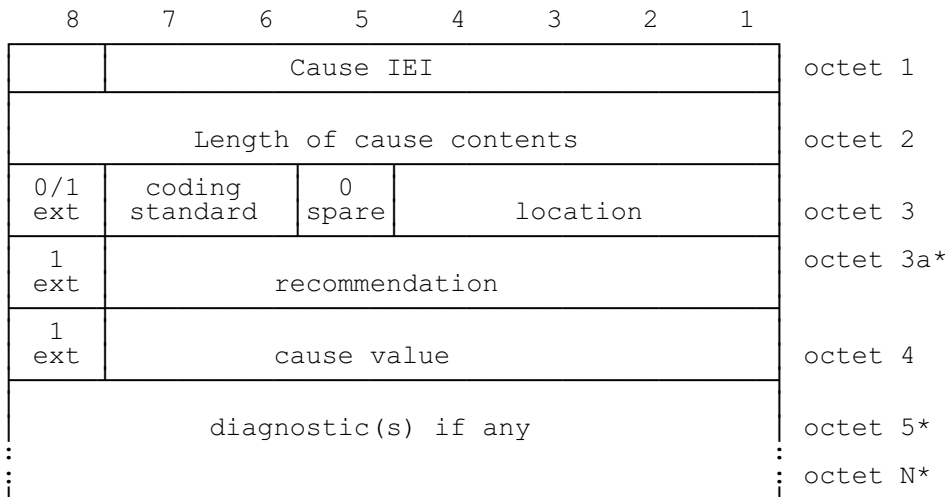 8 7 6 5 4 3 2 1
Cause IEI octet 1
Length of cause contents octet 2
0/1 coding 0
ext standard spare location octet 3
1 octet 3a*
ext recommendation
1
ext cause value octet 4
diagnostic(s) if any octet 5*
octet N*